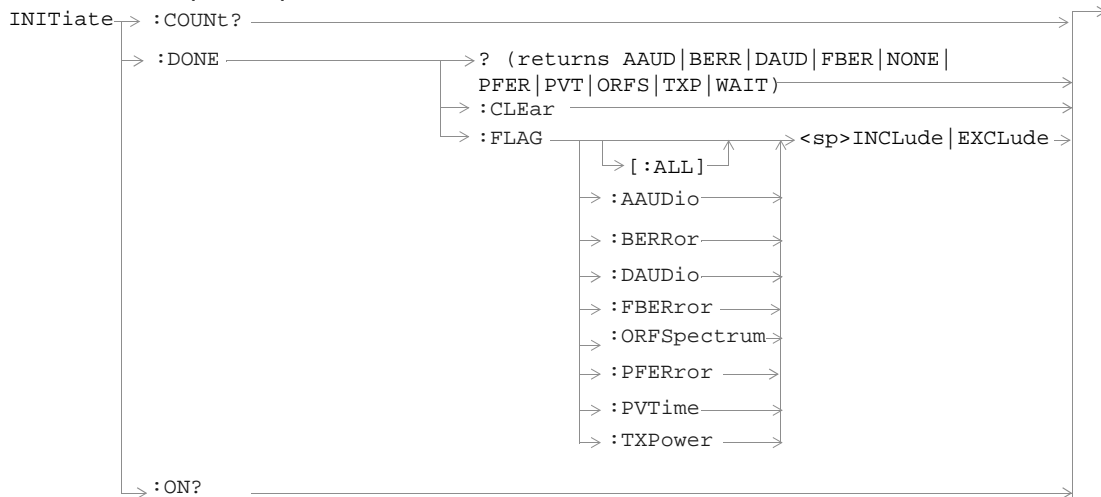 INITiate :COUNt?
:DONE ? (returns AAUD|BERR|DAUD|FBER|NONE|
PFER|PVT|ORFS|TXP|WAIT)
:CLEar
:FLAG <sp>INCLude|EXCLude
[:ALL]
:AAUDio
:BERRor
:DAUDio
:FBERror
:ORFSpectrum
:PFERror
:PVTime
:TXPower
:ON?